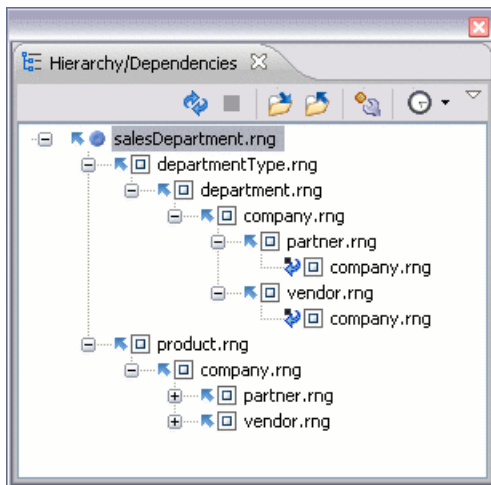 Hierarchy/Dependencies
salesDepartment.rng
departmentType.rng
department.rng
company.rng
partner.rng
company.rng
vendor.rng
company.rng
product.rng
company.rng
partner.rng
vendor.rng